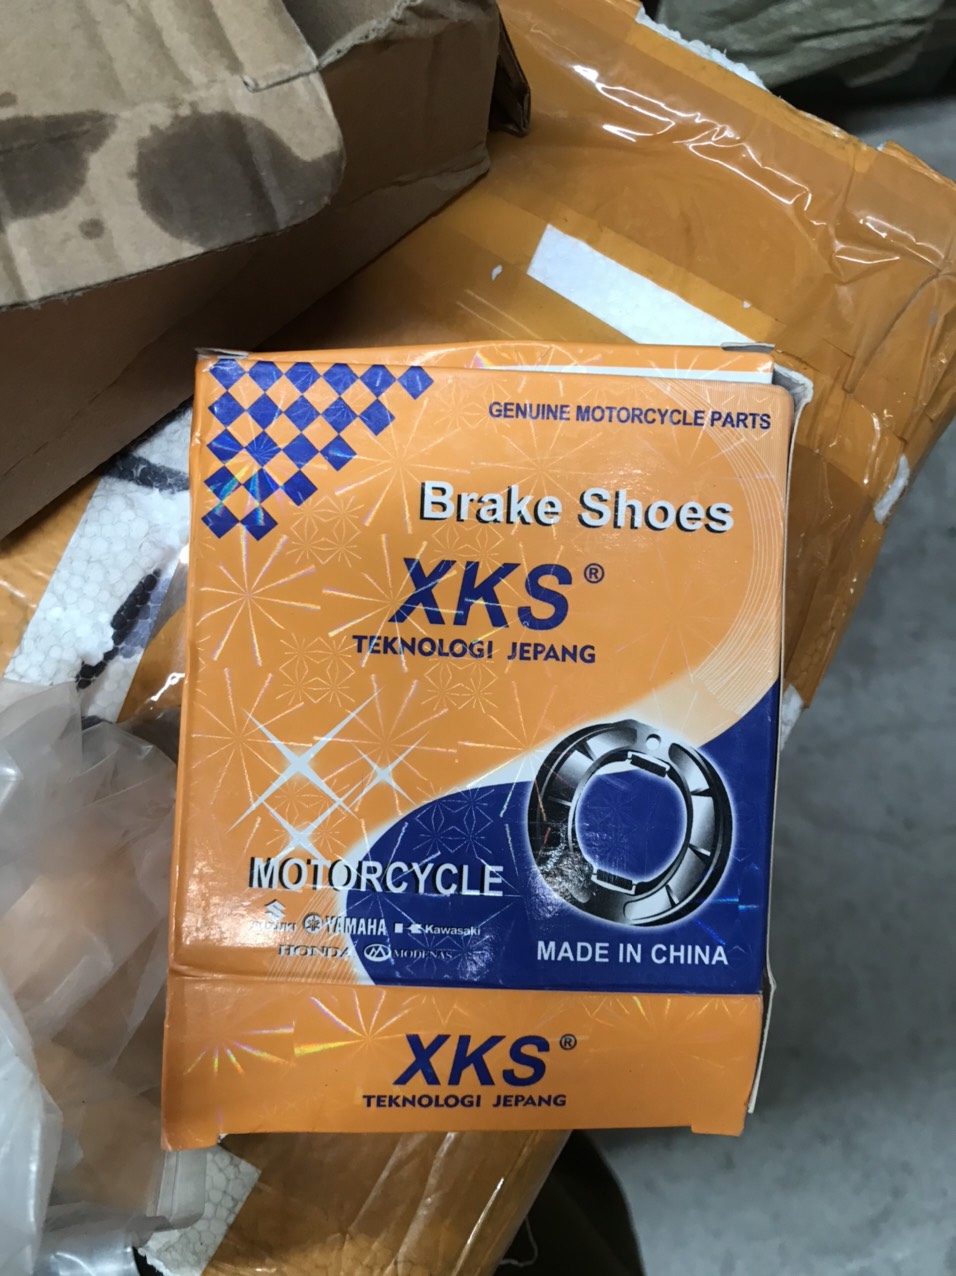 GENUINE MOTORCYCLE PARTS
Brake Shoes
XKS®
TEKNOLOGI JEPANG
MOTORCYCLE
YAMAHA Kawasaki
HONDA MODENAS
MADE IN CHINA
XKS®
TEKNOLOGI JEPANG